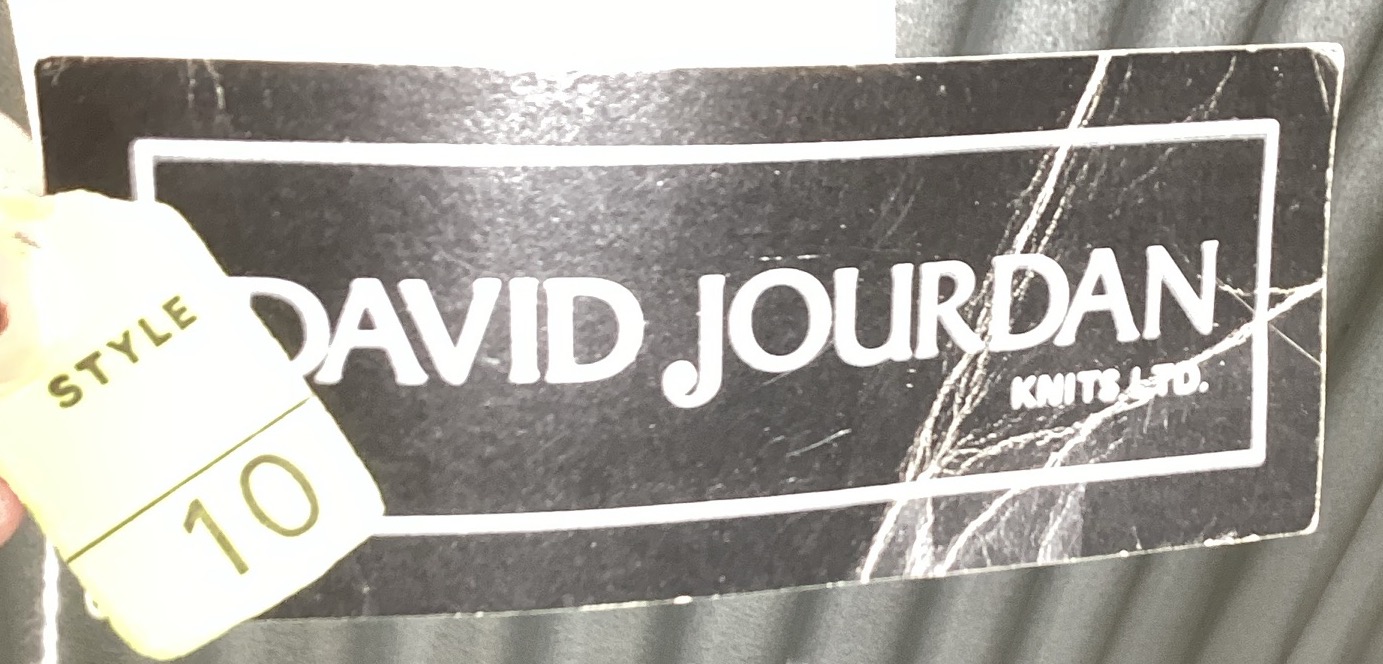 DAVID JOURDAN
KNITS LTD.
STYLE
10